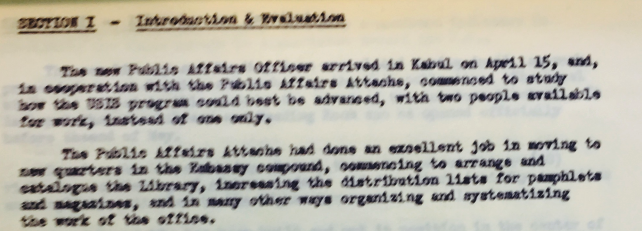 SECTION I - Introduction & Evaluation
The new Public Affairs Officer arrived in Kabul on April 15, and,
in cooperation with the Public Affairs Attache, commenced to study
how the USIE program could best be advanced, with two people available
for work, instead of one only.
The Public Affairs Attache had done an excellent job in moving to
new quarters in the Embassy compound, commencing to arrange and
catalogue the Library, increasing the distribution lists for pamphlets
and magazines, and in many other ways organizing and systematizing
the work of the office.